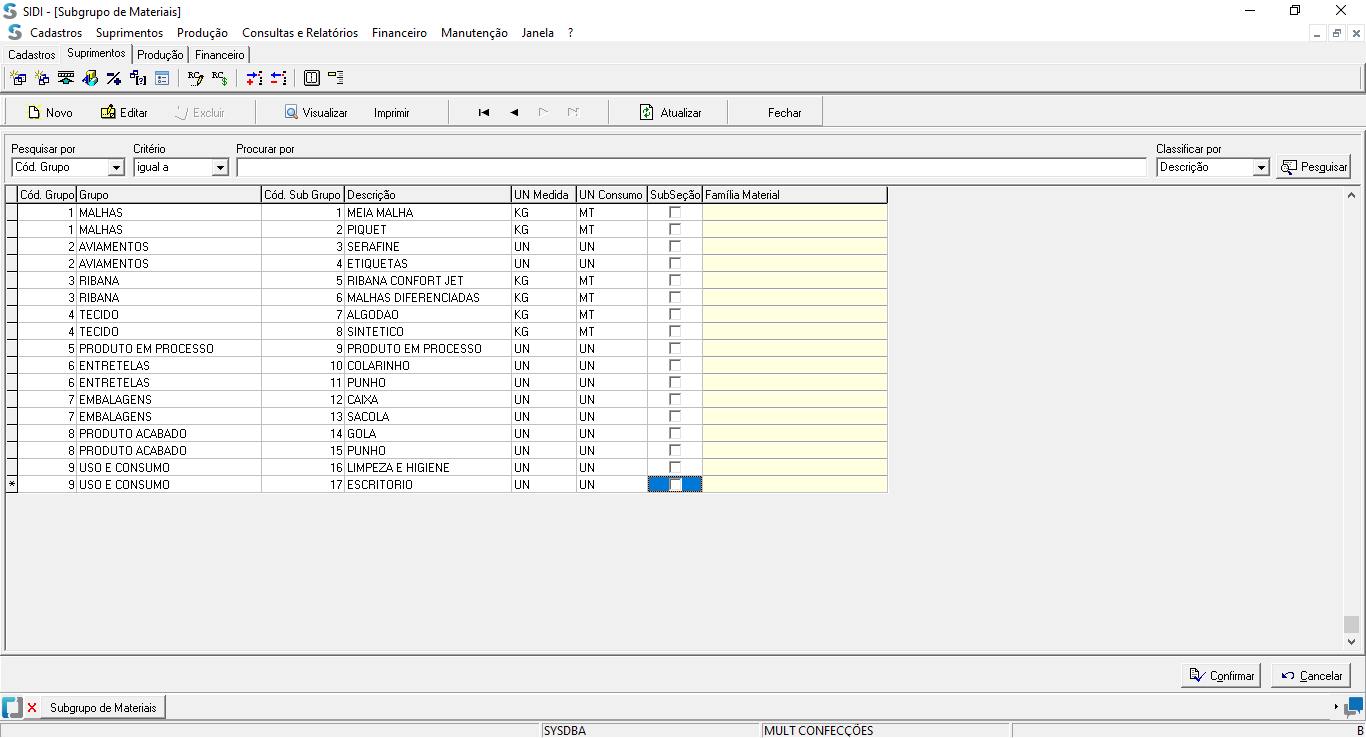 SIDI - [Subgrupo de Materiais]
Cadastros Suprimentos Produção Consultas e Relatórios Financeiro Manutenção Janela ?
Cadastros Suprimentos Produção Financeiro
Novo Editar Excluir Visualizar Imprimir Atualizar Fechar
Pesquisar por Critério Procurar por Classificar por
Cód. Grupo igual a Descrição Pesquisar
Cód. Grupo Grupo Cód. Sub Grupo Descrição UN Medida UN Consumo SubSeção Família Material
1 MALHAS 1 MEIA MALHA KG MT
1 MALHAS 2 PIQUET KG MT
2 AVIAMENTOS 3 SERAFINE UN UN
2 AVIAMENTOS 4 ETIQUETAS UN UN
3 RIBANA 5 RIBANA CONFORT JET KG MT
3 RIBANA 6 MALHAS DIFERENCIADAS KG MT
4 TECIDO 7 ALGODAO KG MT
4 TECIDO 8 SINTETICO KG MT
5 PRODUTO EM PROCESSO 9 PRODUTO EM PROCESSO UN UN
6 ENTRETELAS 10 COLARINHO UN UN
6 ENTRETELAS 11 PUNHO UN UN
7 EMBALAGENS 12 CAIXA UN UN
7 EMBALAGENS 13 SACOLA UN UN
8 PRODUTO ACABADO 14 GOLA UN UN
8 PRODUTO ACABADO 15 PUNHO UN UN
9 USO E CONSUMO 16 LIMPEZA E HIGIENE UN UN
* 9 USO E CONSUMO 17 ESCRITORIO UN UN
Confirmar Cancelar
Subgrupo de Materiais
SYSDBA MULT CONFECÇÕES B